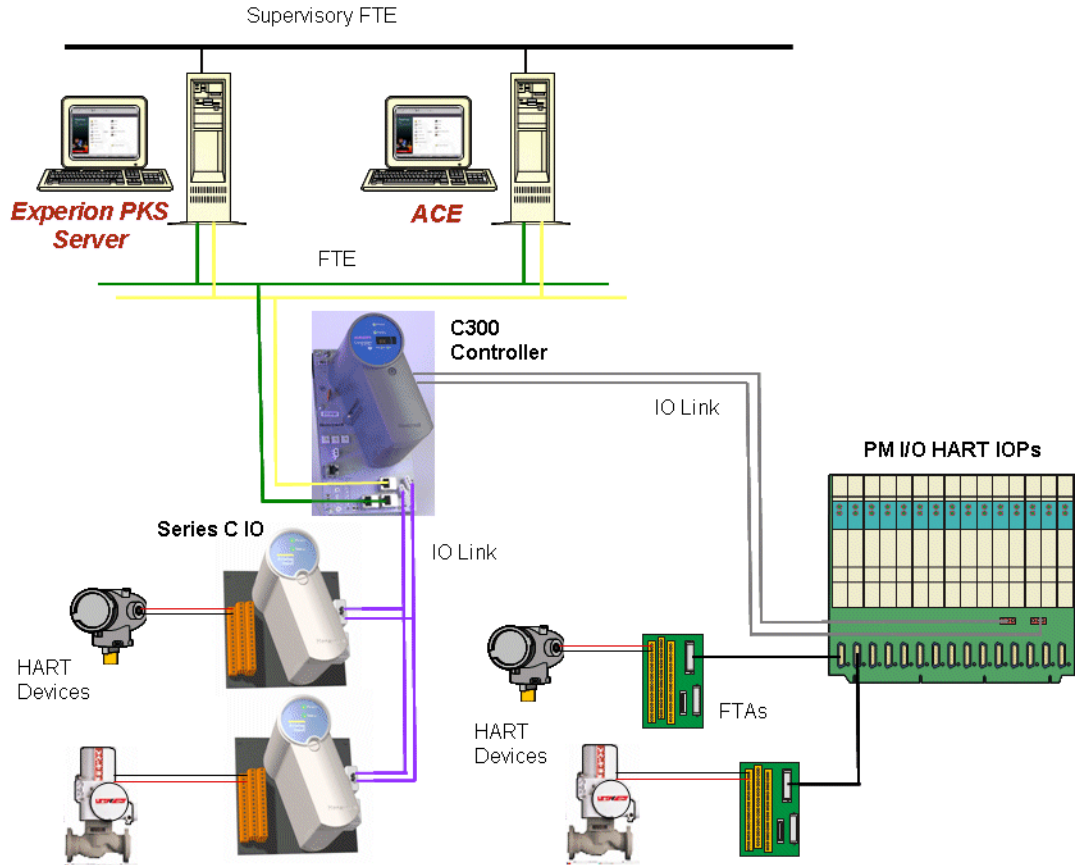 Supervisory FTE
Experion PKS
Server
ACE
FTE
C300
Controller
IO Link
PM I/O HART IOPs
Series C IO
IO Link
HART
Devices
FTAs
HART
Devices